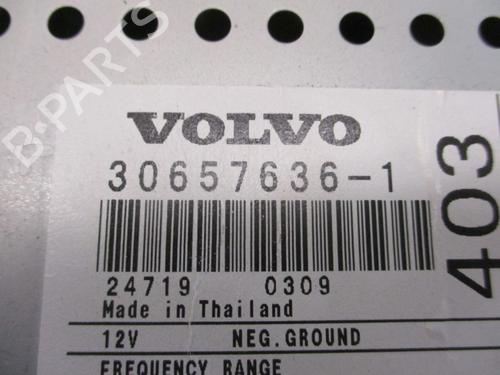 B-PARTS
VOLVO
30657636-1
403
24719 0309
Made in Thailand
12V NEG. GROUND
FREQUENCY RANGE